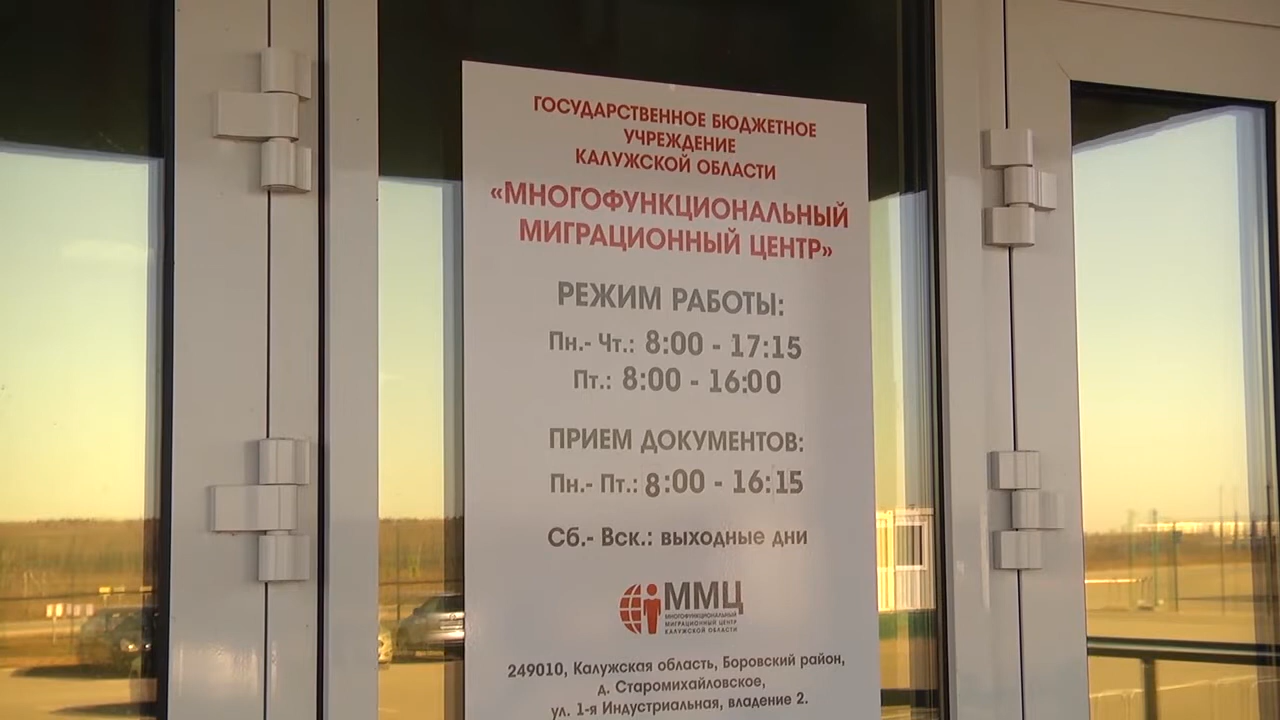 ГОСУДАРСТВЕННОЕ БЮДЖЕТНОЕ
УЧРЕЖДЕНИЕ
КАЛУЖСКОЙ ОБЛАСТИ
«МНОГОФУНКЦИОНАЛЬНЫЙ
МИГРАЦИОННЫЙ ЦЕНТР»
РЕЖИМ РАБОТЫ:
Пн.- Чт.: 8:00 - 17:15
Пт.: 8:00 - 16:00
ПРИЕМ ДОКУМЕНТОВ:
Пн.- Пт.: 8:00 - 16:15
Сб.- Вск.: выходные дни
ММЦ
МНОГОФУНКЦИОНАЛЬНЫЙ
МИГРАЦИОННЫЙ ЦЕНТР
КАЛУЖСКОЙ ОБЛАСТИ
249010, Калужская область, Боровский район,
д. Старомихайловское,
ул. 1-я Индустриальная, владение 2.